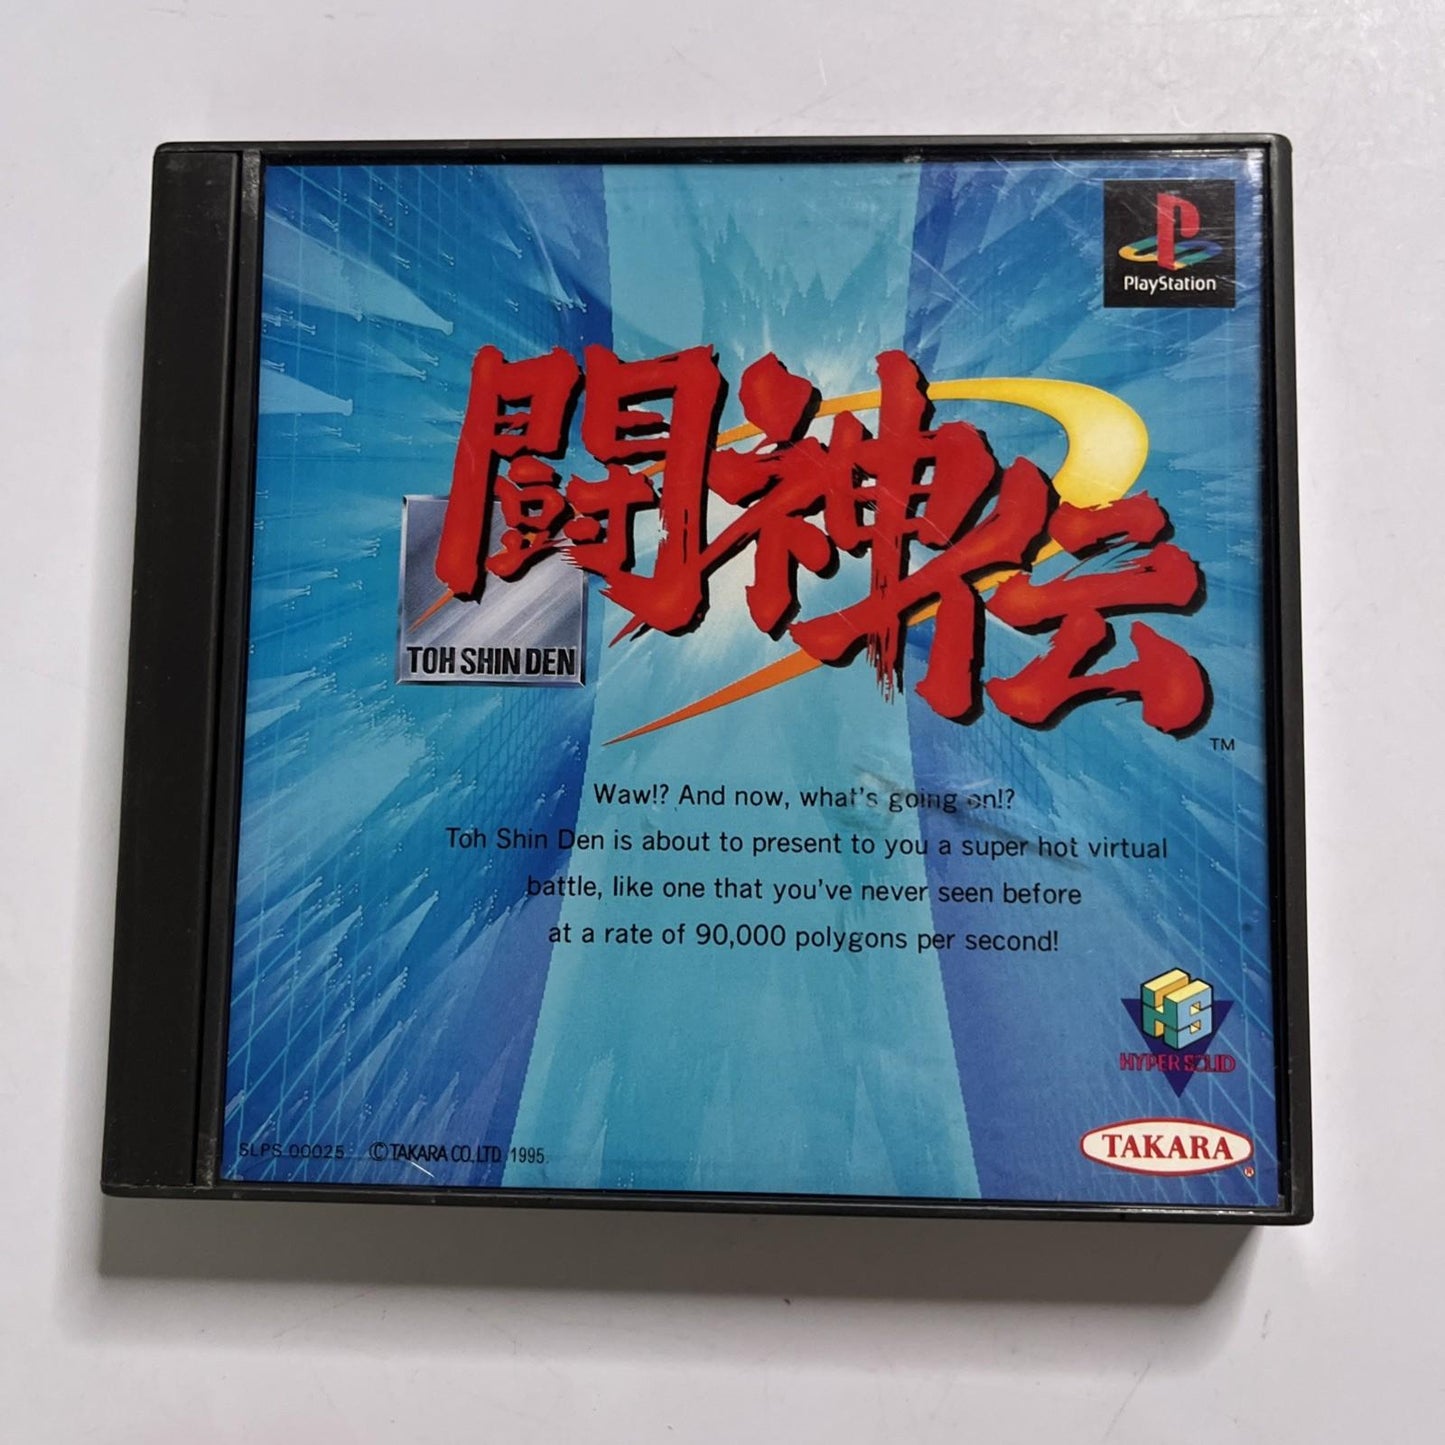 PlayStation
闘神伝
TOH SHIN DEN
TM
Waw!? And now, what's going on!?
Toh Shin Den is about to present to you a super hot virtual
battle, like one that you've never seen before
at a rate of 90,000 polygons per second!
HS
HYPER SOLID
TAKARA
®
SLPS 00025 ©TAKARA CO.,LTD. 1995.